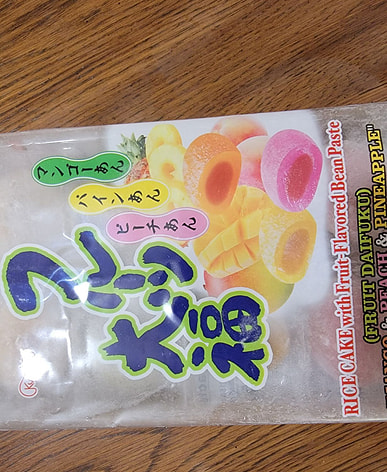 マンゴーあん
パインあん
ピーチあん
フルーツ
大福
RICE CAKE with Fruit-Flavored Bean Paste
(FRUIT DAIFUKU)
PEACH & PINEAPPLE"